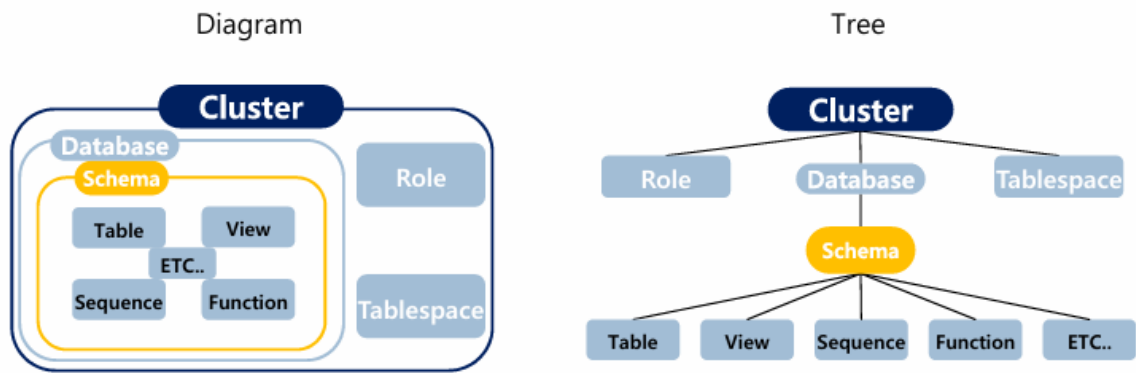 Diagram
Cluster
Database
Schema
Table
View
ETC..
Sequence
Function
Role
Tablespace
Tree
Cluster
Role
Database
Tablespace
Schema
Table
View
Sequence
Function
ETC..